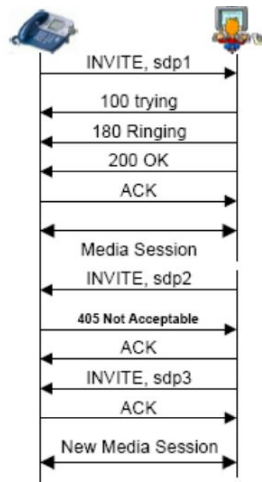 INVITE, sdp1
100 trying
180 Ringing
200 OK
ACK
Media Session
INVITE, sdp2
405 Not Acceptable
ACK
INVITE, sdp3
ACK
New Media Session